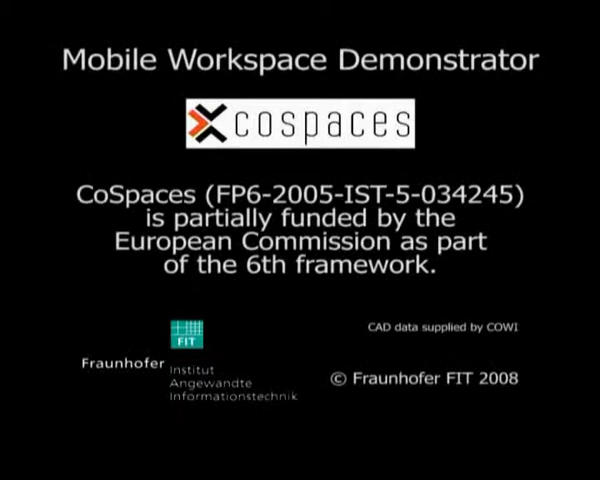 Mobile Workspace Demonstrator
cospaces
CoSpaces (FP6-2005-IST-5-034245)
is partially funded by the
European Commission as part
of the 6th framework.
FIT
CAD data supplied by COWI
Fraunhofer
Institut
Angewandte
Informationstechnik
© Fraunhofer FIT 2008